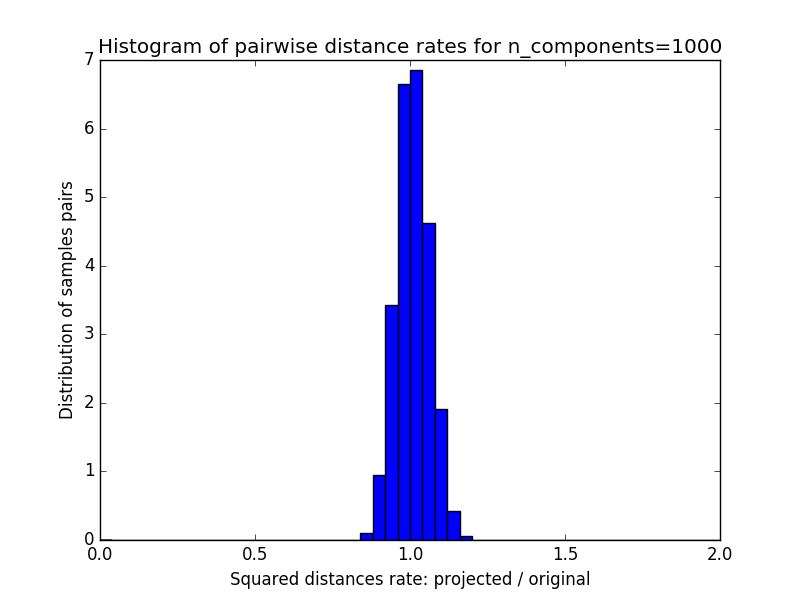 Histogram of pairwise distance rates for n_components=1000
7
6
5
4
3
2
1
0
Distribution of samples pairs
0.0 0.5 1.0 1.5 2.0
Squared distances rate: projected / original